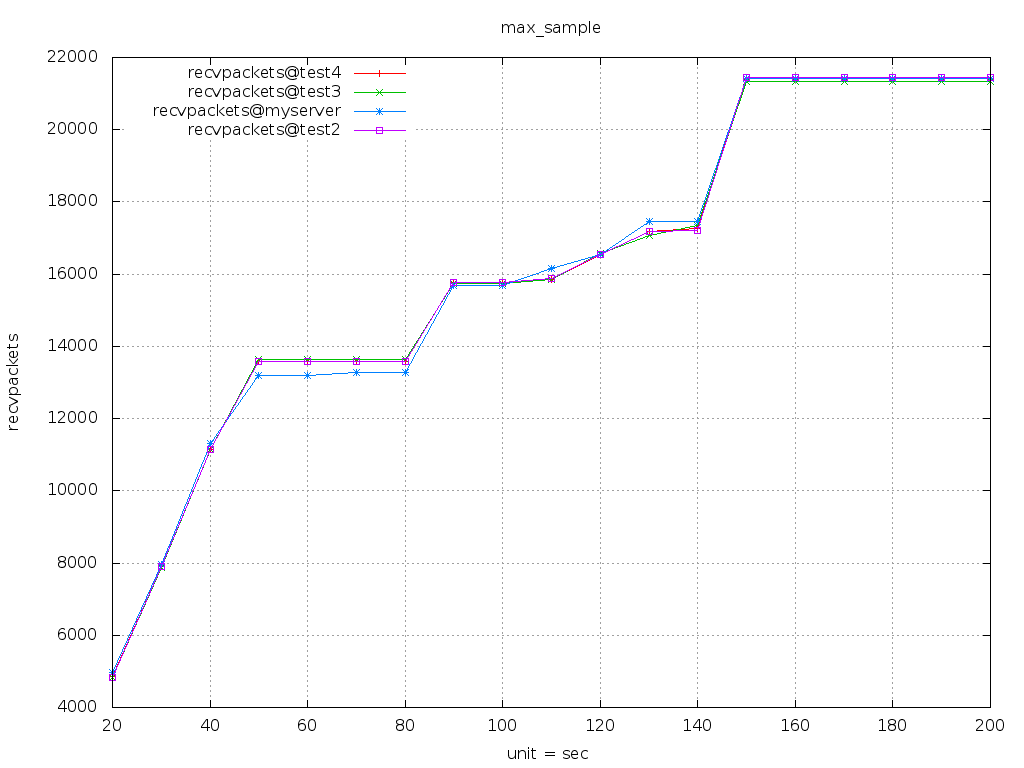 max_sample
22000
20000
18000
16000
14000
12000
10000
8000
6000
4000
recvpackets@test4
recvpackets@test3
recvpackets@myserver
recvpackets@test2
recvpackets
20 40 60 80 100 120 140 160 180 200
unit = sec